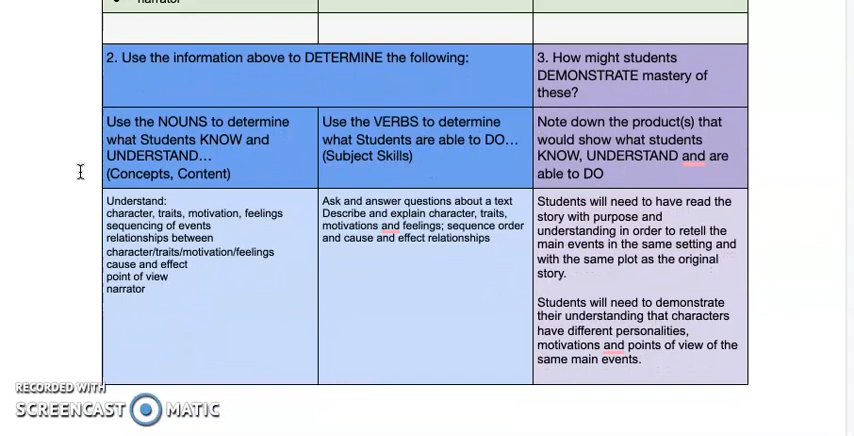 narrator
2. Use the information above to DETERMINE the following:
3. How might students
DEMONSTRATE mastery of
these?
Use the NOUNS to determine
what Students KNOW and
UNDERSTAND...
(Concepts, Content)
Use the VERBS to determine
what Students are able to DO...
(Subject Skills)
Note down the product(s) that
would show what students
KNOW, UNDERSTAND and are
able to DO
Understand:
character, traits, motivation, feelings
sequencing of events
relationships between
character/traits/motivation/feelings
cause and effect
point of view
narrator
Ask and answer questions about a text
Describe and explain character, traits,
motivations and feelings; sequence order
and cause and effect relationships
Students will need to have read the
story with purpose and
understanding in order to retell the
main events in the same setting and
with the same plot as the original
story.
Students will need to demonstrate
their understanding that characters
have different personalities,
motivations and points of view of the
same main events.
RECORDED WITH
SCREENCAST MATIC